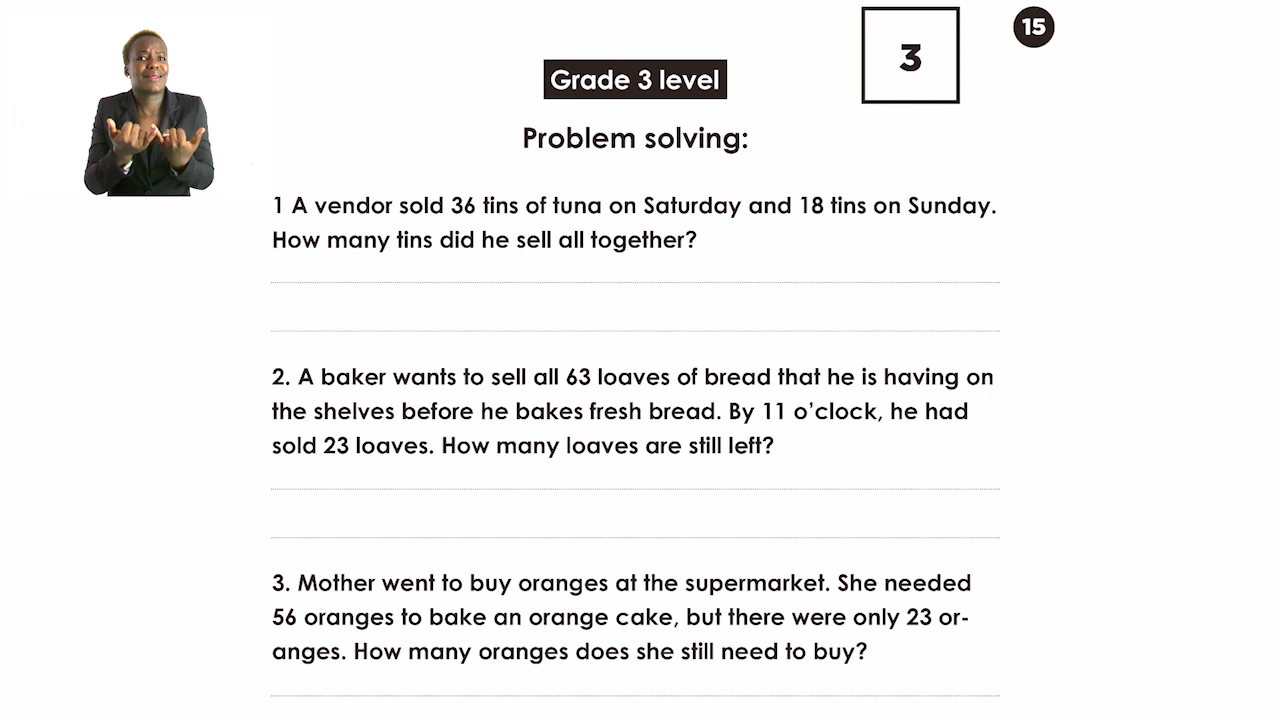 3
15
Grade 3 level
Problem solving:
1 A vendor sold 36 tins of tuna on Saturday and 18 tins on Sunday.
How many tins did he sell all together?
2. A baker wants to sell all 63 loaves of bread that he is having on
the shelves before he bakes fresh bread. By 11 o’clock, he had
sold 23 loaves. How many loaves are still left?
3. Mother went to buy oranges at the supermarket. She needed
56 oranges to bake an orange cake, but there were only 23 or-
anges. How many oranges does she still need to buy?